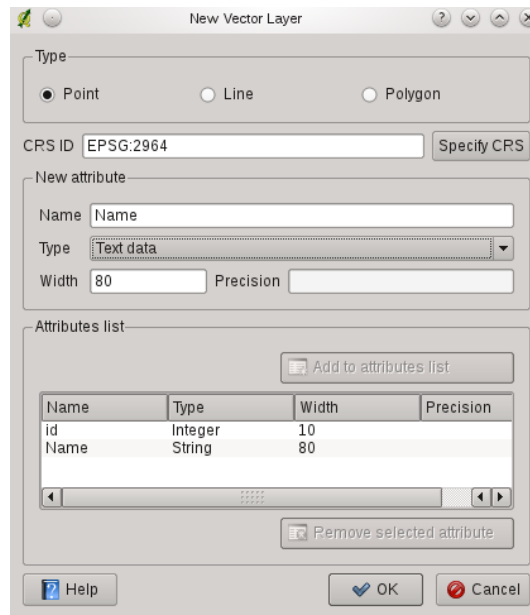 New Vector Layer
Type
Point Line Polygon
CRS ID EPSG:2964 Specify CRS
New attribute
Name Name
Type Text data
Width 80 Precision
Attributes list
Add to attributes list
Name Type Width Precision
id Integer 10
Name String 80
Remove selected attribute
Help OK Cancel